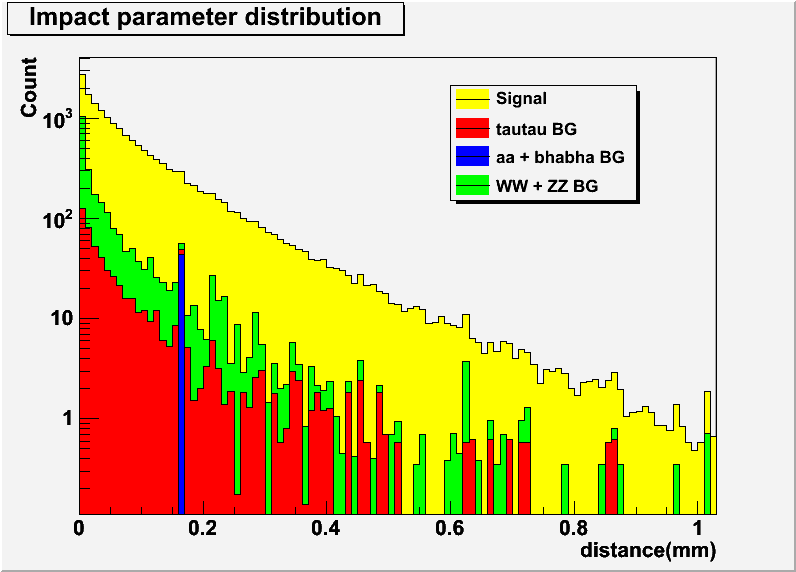 Impact parameter distribution
Count
10³
10²
10
1
Signal
tautau BG
aa + bhabha BG
WW + ZZ BG
0 0.2 0.4 0.6 0.8 1
distance(mm)